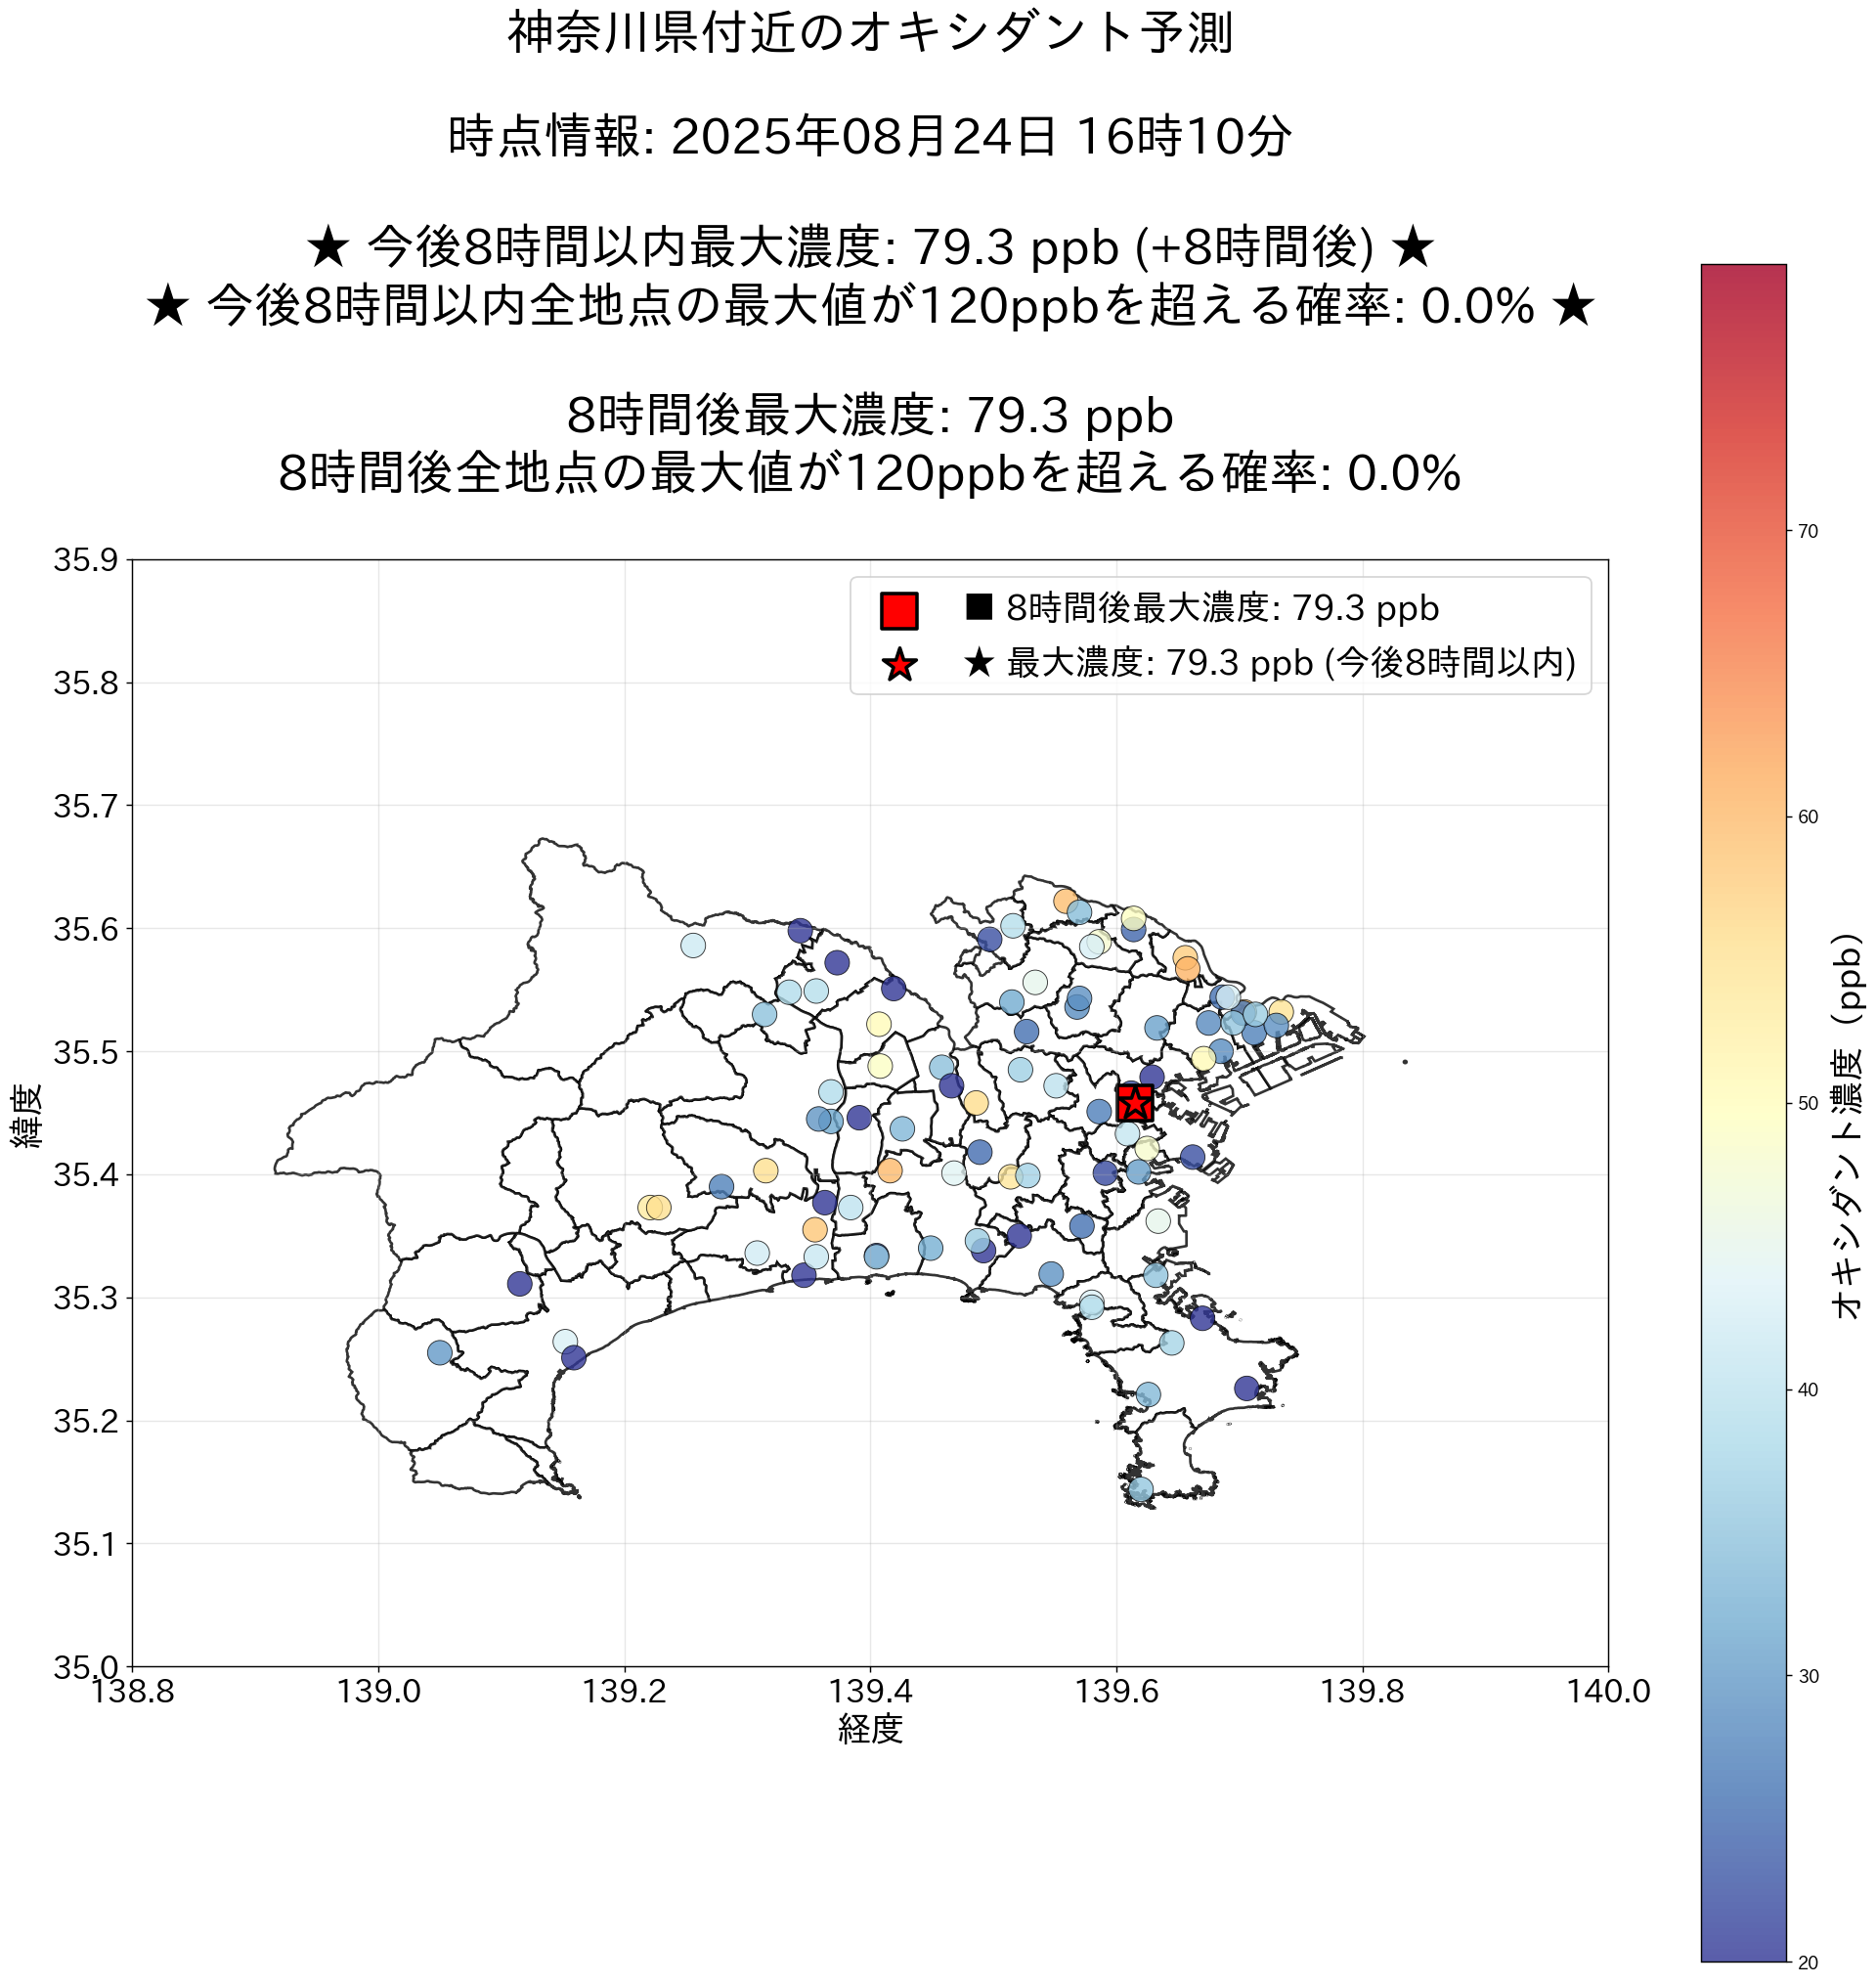 神奈川県付近のオキシダント予測
時点情報: 2025年08月24日 16時10分
★ 今後8時間以内最大濃度: 79.3 ppb (+8時間後) ★
★ 今後8時間以内全地点の最大値が120ppbを超える確率: 0.0% ★
8時間後最大濃度: 79.3 ppb
8時間後全地点の最大値が120ppbを超える確率: 0.0%
■ 8時間後最大濃度: 79.3 ppb
★ 最大濃度: 79.3 ppb (今後8時間以内)
35.9
35.8
35.7
35.6
35.5
35.4
35.3
35.2
35.1
35.0
緯度
138.8
139.0
139.2
139.4
139.6
139.8
140.0
経度
70
60
50
40
30
20
オキシダント濃度 (ppb)